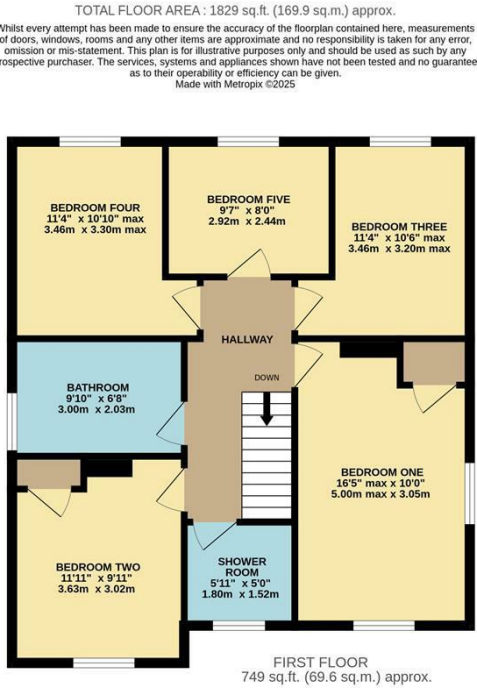 TOTAL FLOOR AREA : 1829 sq.ft. (169.9 sq.m.) approx.
Whilst every attempt has been made to ensure the accuracy of the floorplan contained here, measurements
of doors, windows, rooms and any other items are approximate and no responsibility is taken for any error,
omission or mis-statement. This plan is for illustrative purposes only and should be used as such by any
rospective purchaser. The services, systems and appliances shown have not been tested and no guarantee
as to their operability or efficiency can be given.
Made with Metropix ©2025
BEDROOM FOUR
11'4" x 10'10" max
3.46m x 3.30m max
BEDROOM FIVE
9'7" x 8'0"
2.92m x 2.44m
BEDROOM THREE
11'4" x 10'6" max
3.46m x 3.20m max
HALLWAY
DOWN
BATHROOM
9'10" x 6'8"
3.00m x 2.03m
BEDROOM ONE
16'5" max x 10'0"
5.00m max x 3.05m
BEDROOM TWO
11'11" x 9'11"
3.63m x 3.02m
SHOWER
ROOM
5'11" x 5'0"
1.80m x 1.52m
FIRST FLOOR
749 sq.ft. (69.6 sq.m.) approx.